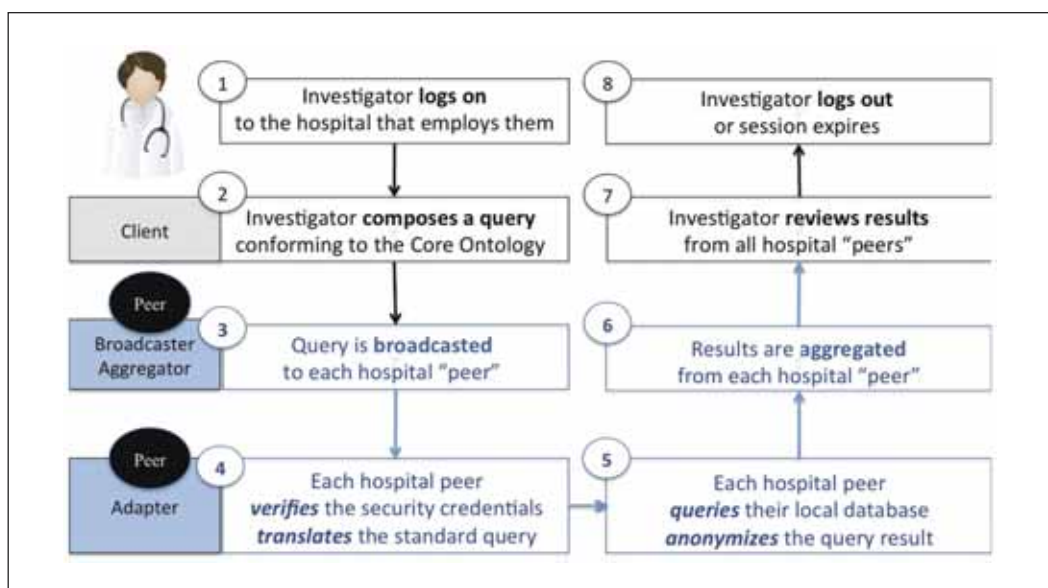 1
Investigator logs on
to the hospital that employs them
2
Client
Investigator composes a query
conforming to the Core Ontology
Peer
3
Broadcaster
Aggregator
Query is broadcasted
to each hospital “peer”
Peer
4
Adapter
Each hospital peer
verifies the security credentials
translates the standard query
5
Each hospital peer
queries their local database
anonymizes the query result
6
Results are aggregated
from each hospital “peer”
7
Investigator reviews results
from all hospital “peers”
8
Investigator logs out
or session expires